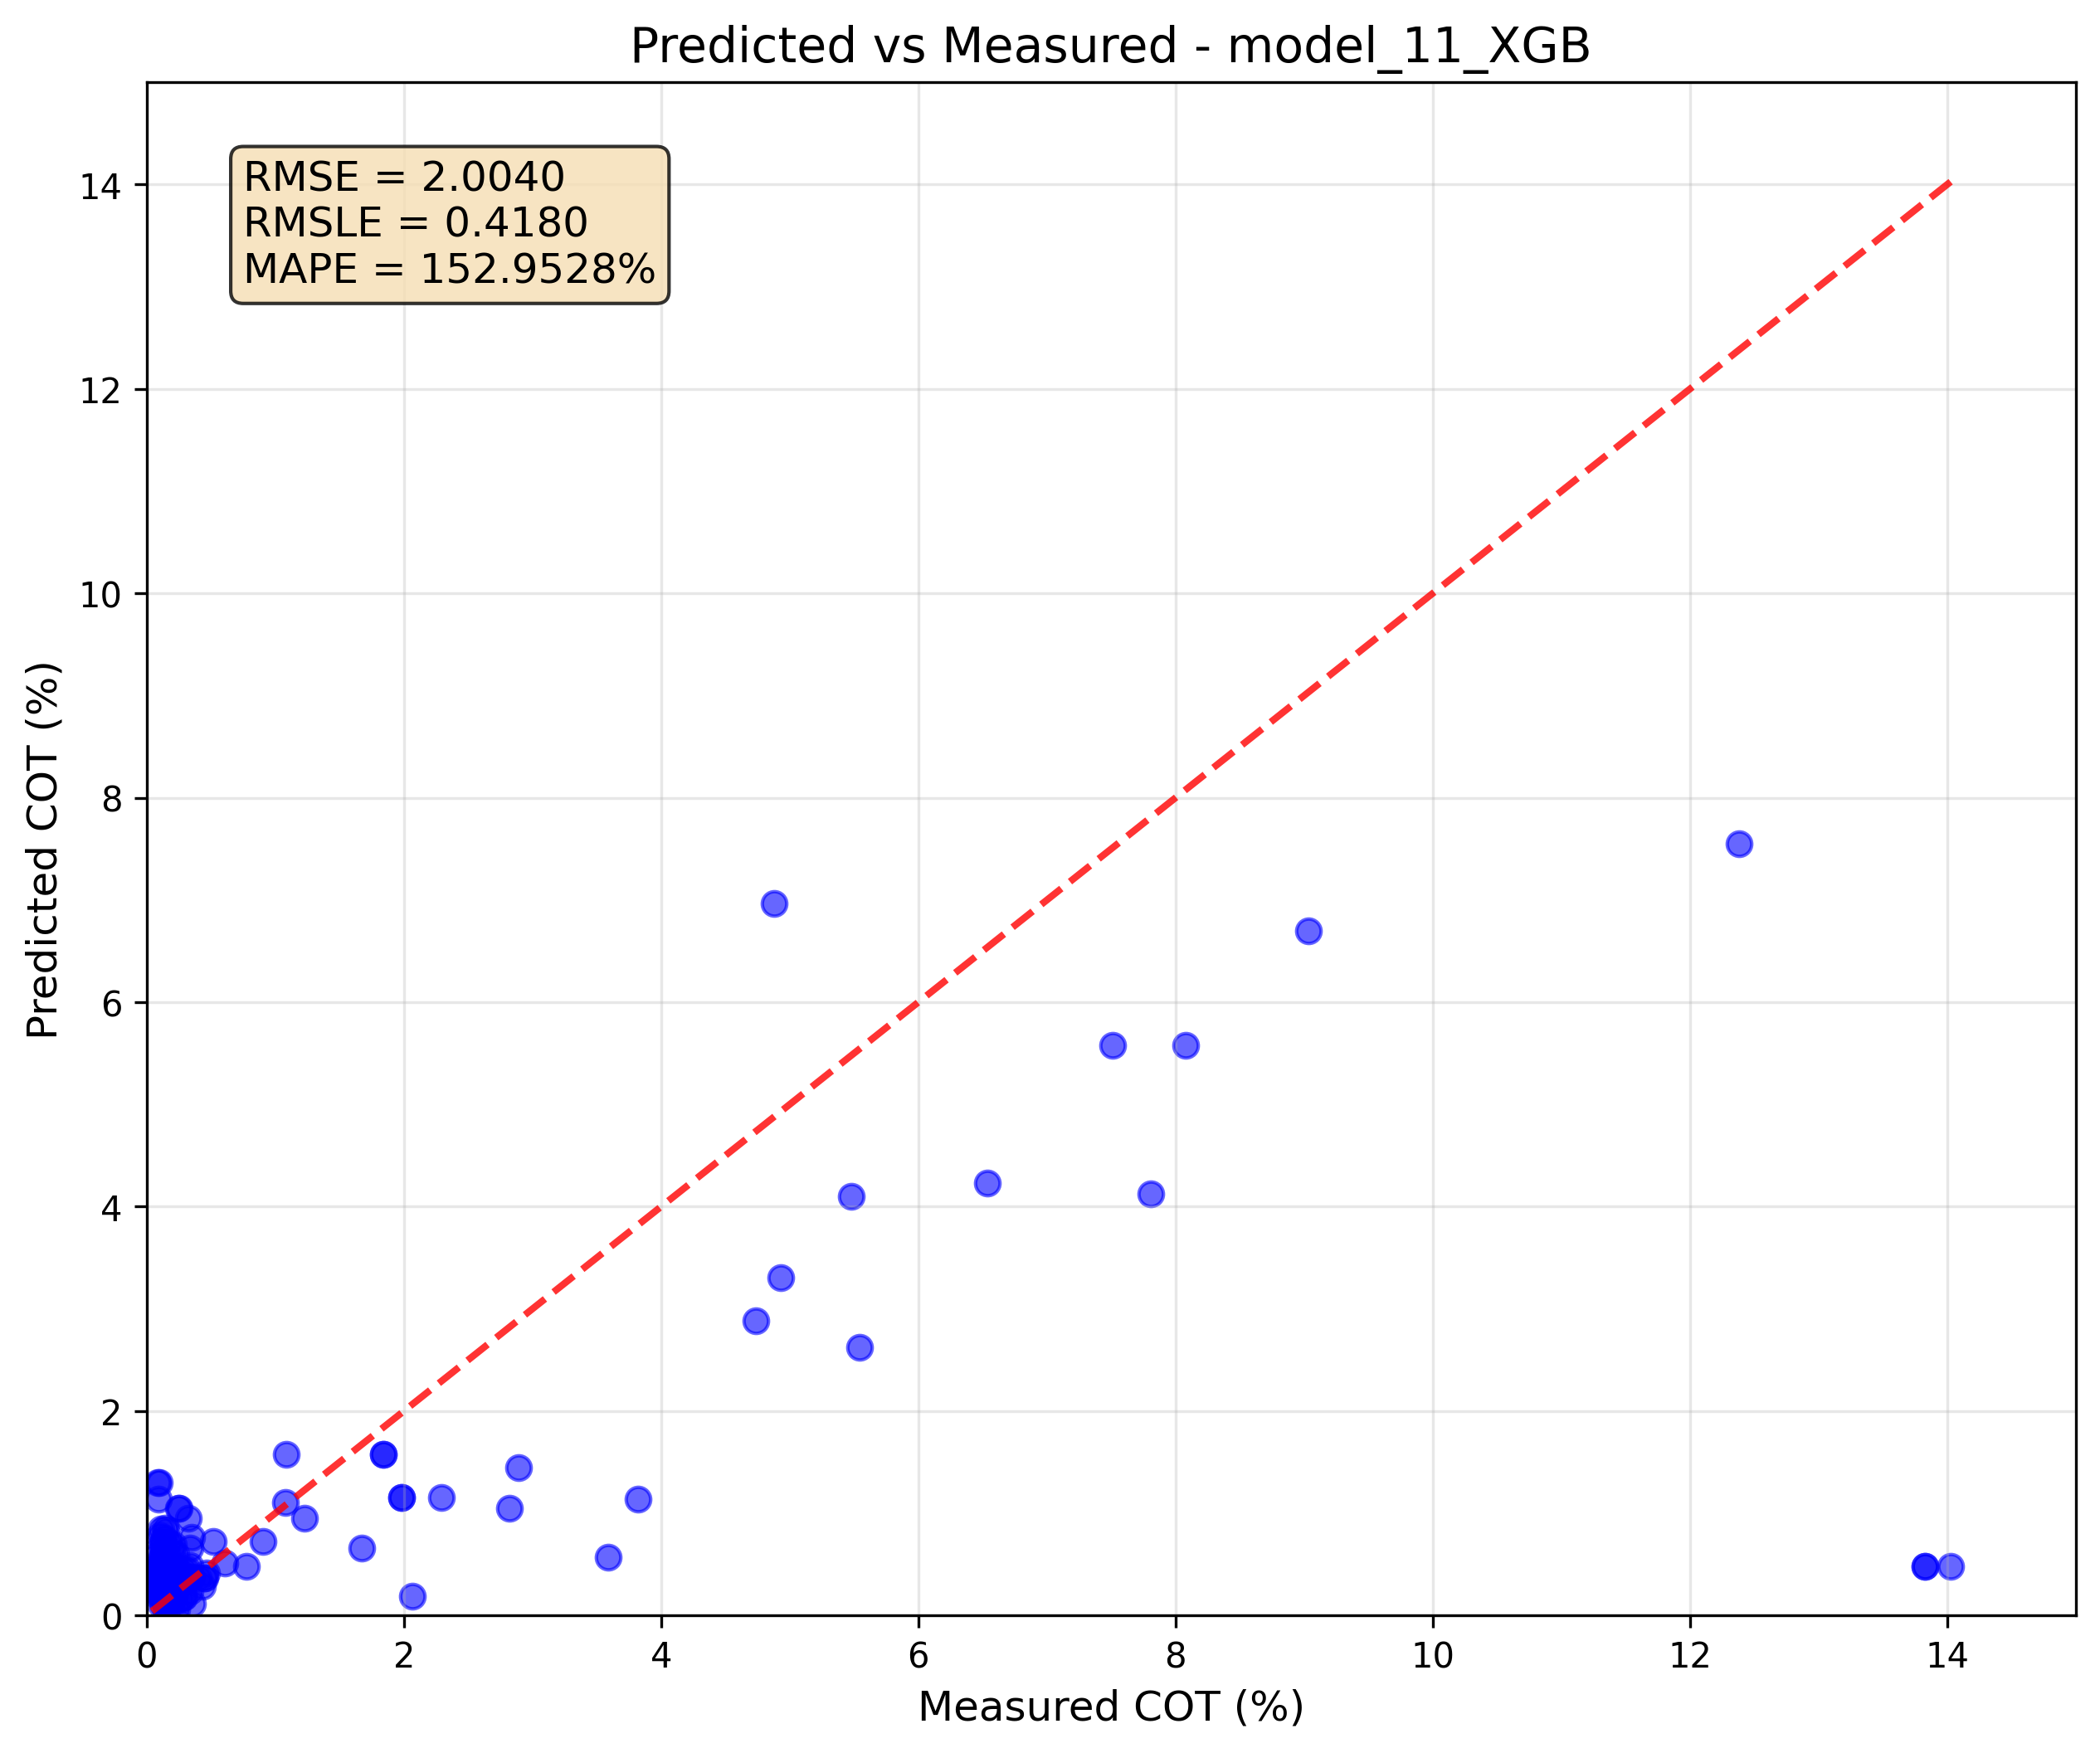 Predicted vs Measured - model_11_XGB
RMSE = 2.0040
RMSLE = 0.4180
MAPE = 152.9528%
Predicted COT (%)
14
12
10
8
6
4
2
0
0 2 4 6 8 10 12 14
Measured COT (%)